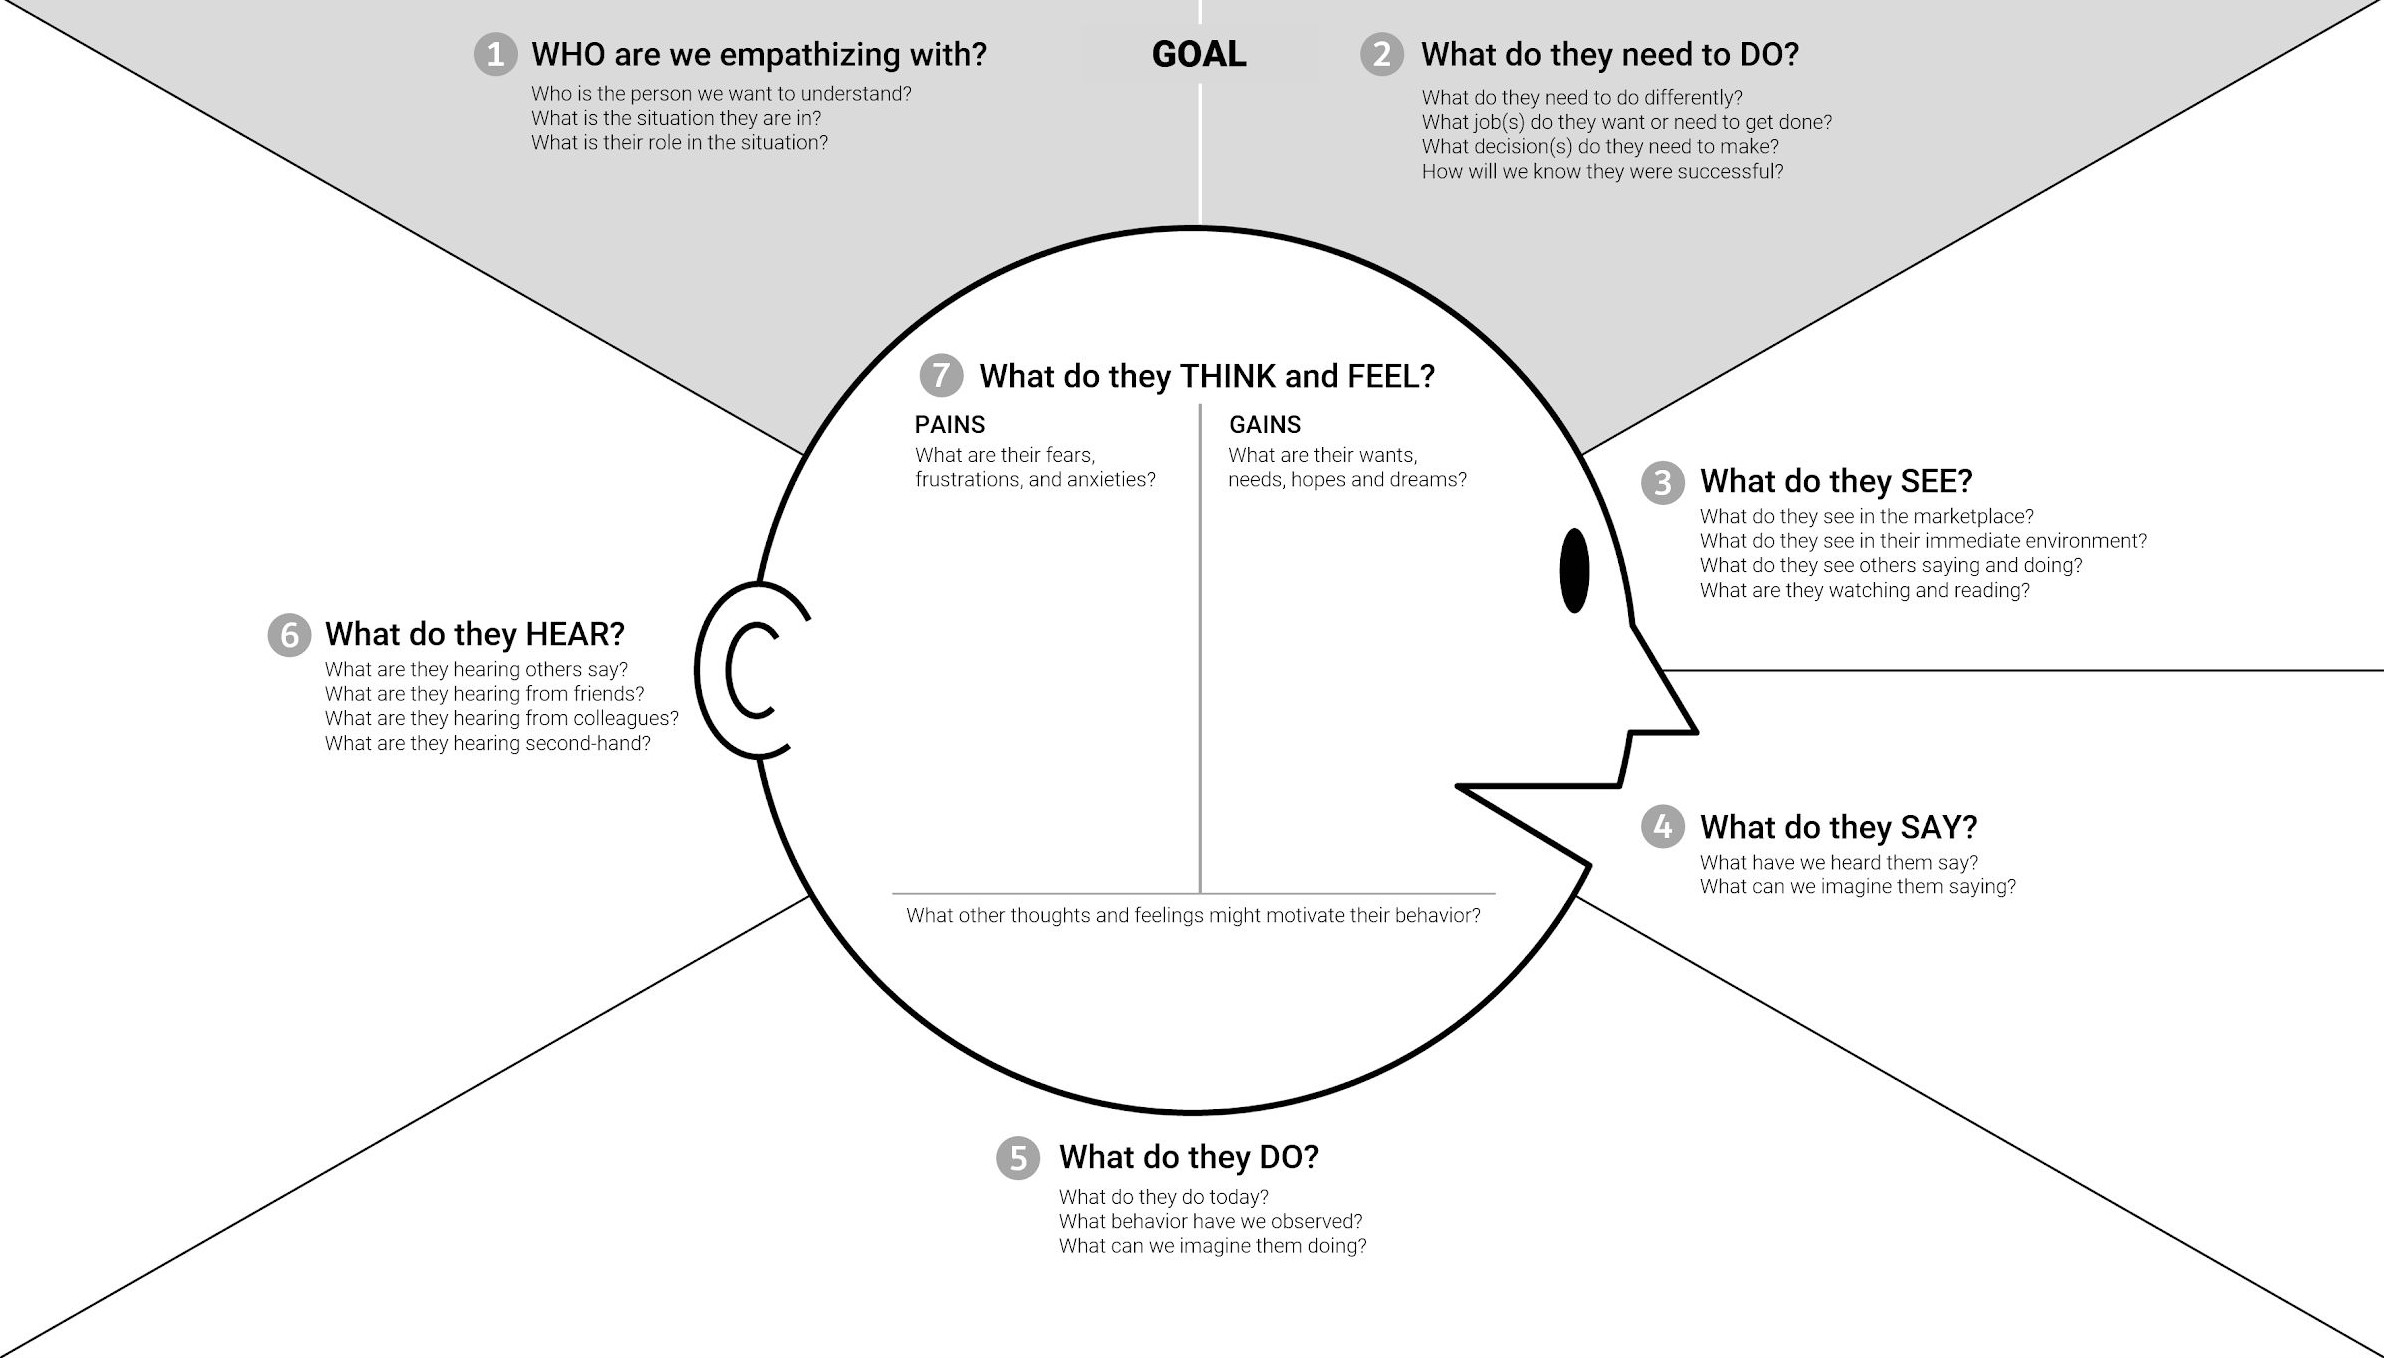 GOAL
1 WHO are we empathizing with?
Who is the person we want to understand?
What is the situation they are in?
What is their role in the situation?
2 What do they need to DO?
What do they need to do differently?
What job(s) do they want or need to get done?
What decision(s) do they need to make?
How will we know they were successful?
3 What do they SEE?
What do they see in the marketplace?
What do they see in their immediate environment?
What do they see others saying and doing?
What are they watching and reading?
4 What do they SAY?
What have we heard them say?
What can we imagine them saying?
5 What do they DO?
What do they do today?
What behavior have we observed?
What can we imagine them doing?
6 What do they HEAR?
What are they hearing others say?
What are they hearing from friends?
What are they hearing from colleagues?
What are they hearing second-hand?
7 What do they THINK and FEEL?
PAINS
What are their fears,
frustrations, and anxieties?
GAINS
What are their wants,
needs, hopes and dreams?
What other thoughts and feelings might motivate their behavior?